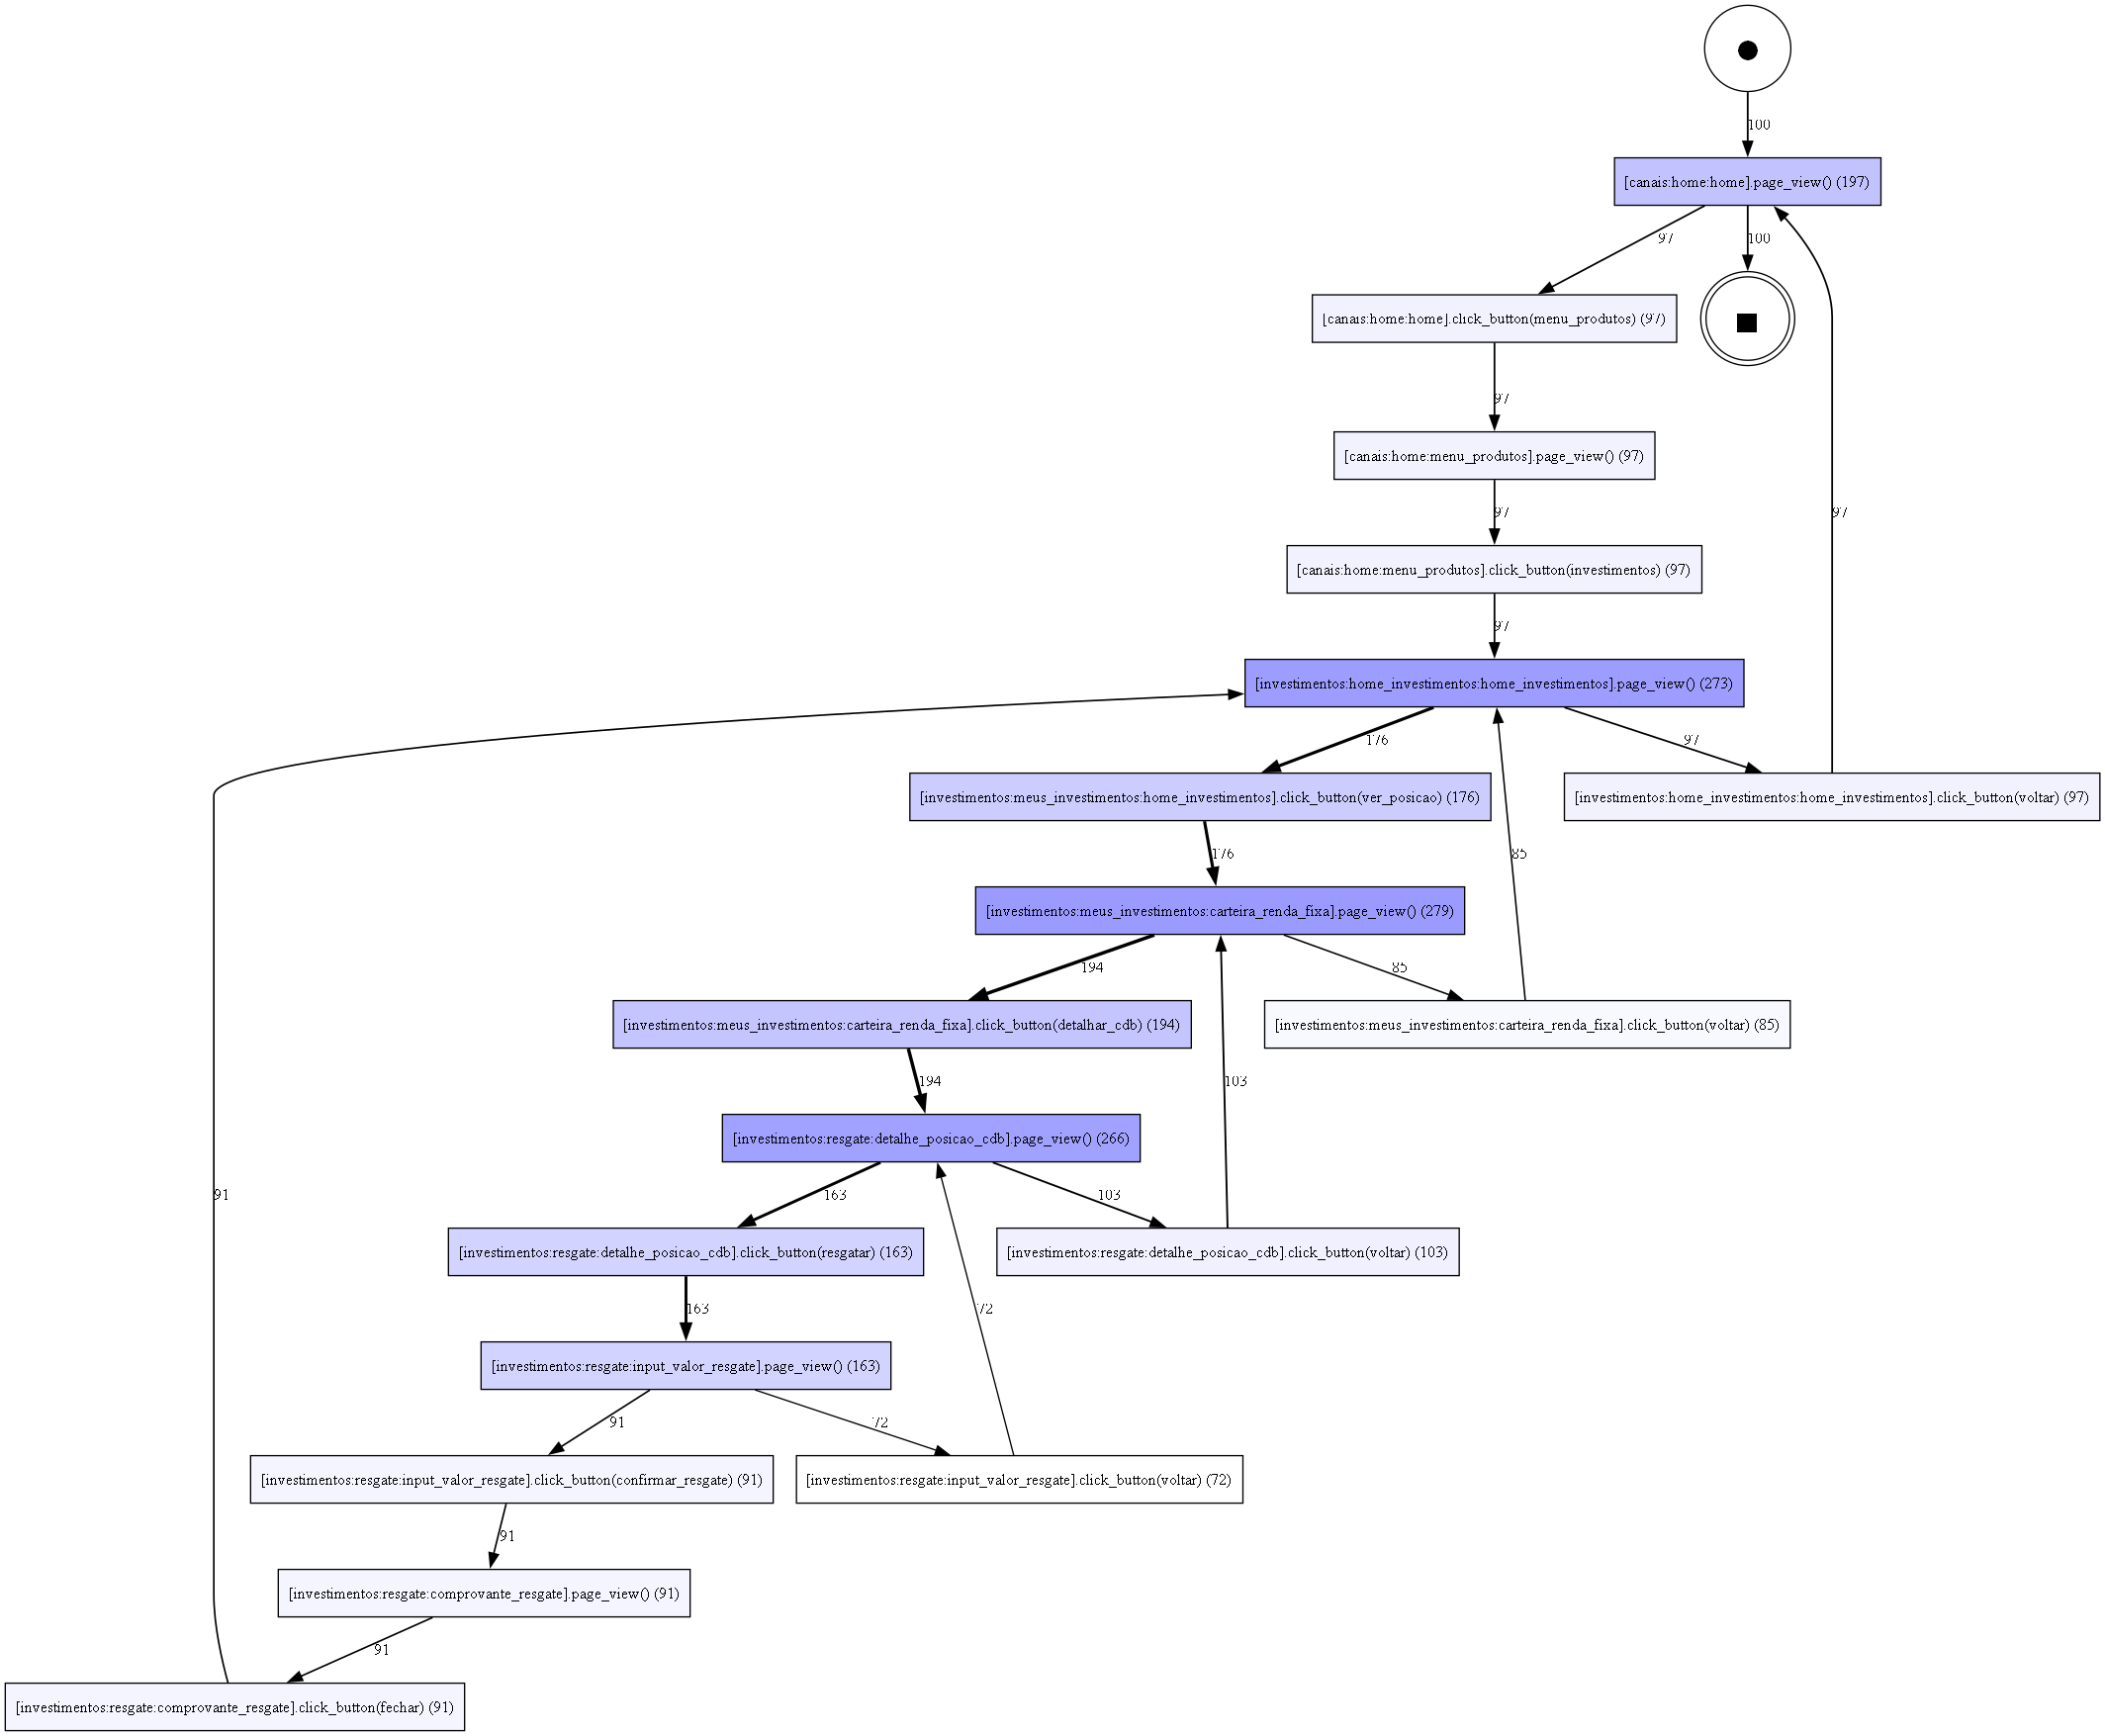 100
[canais:home:home].page_view() (197)
97
100
[canais:home:home].click_button(menu_produtos) (97)
97
[canais:home:menu_produtos].page_view() (97)
97
97
[canais:home:menu_produtos].click_button(investimentos) (97)
97
[investimentos:home_investimentos:home_investimentos].page_view() (273)
176
97
[investimentos:meus_investimentos:home_investimentos].click_button(ver_posicao) (176)
[investimentos:home_investimentos:home_investimentos].click_button(voltar) (97)
176
85
[investimentos:meus_investimentos:carteira_renda_fixa].page_view() (279)
194
85
[investimentos:meus_investimentos:carteira_renda_fixa].click_button(detalhar_cdb) (194)
[investimentos:meus_investimentos:carteira_renda_fixa].click_button(voltar) (85)
194
103
[investimentos:resgate:detalhe_posicao_cdb].page_view() (266)
91
163
103
[investimentos:resgate:detalhe_posicao_cdb].click_button(resgatar) (163)
[investimentos:resgate:detalhe_posicao_cdb].click_button(voltar) (103)
163
72
[investimentos:resgate:input_valor_resgate].page_view() (163)
91
72
[investimentos:resgate:input_valor_resgate].click_button(confirmar_resgate) (91)
[investimentos:resgate:input_valor_resgate].click_button(voltar) (72)
91
[investimentos:resgate:comprovante_resgate].page_view() (91)
91
[investimentos:resgate:comprovante_resgate].click_button(fechar) (91)